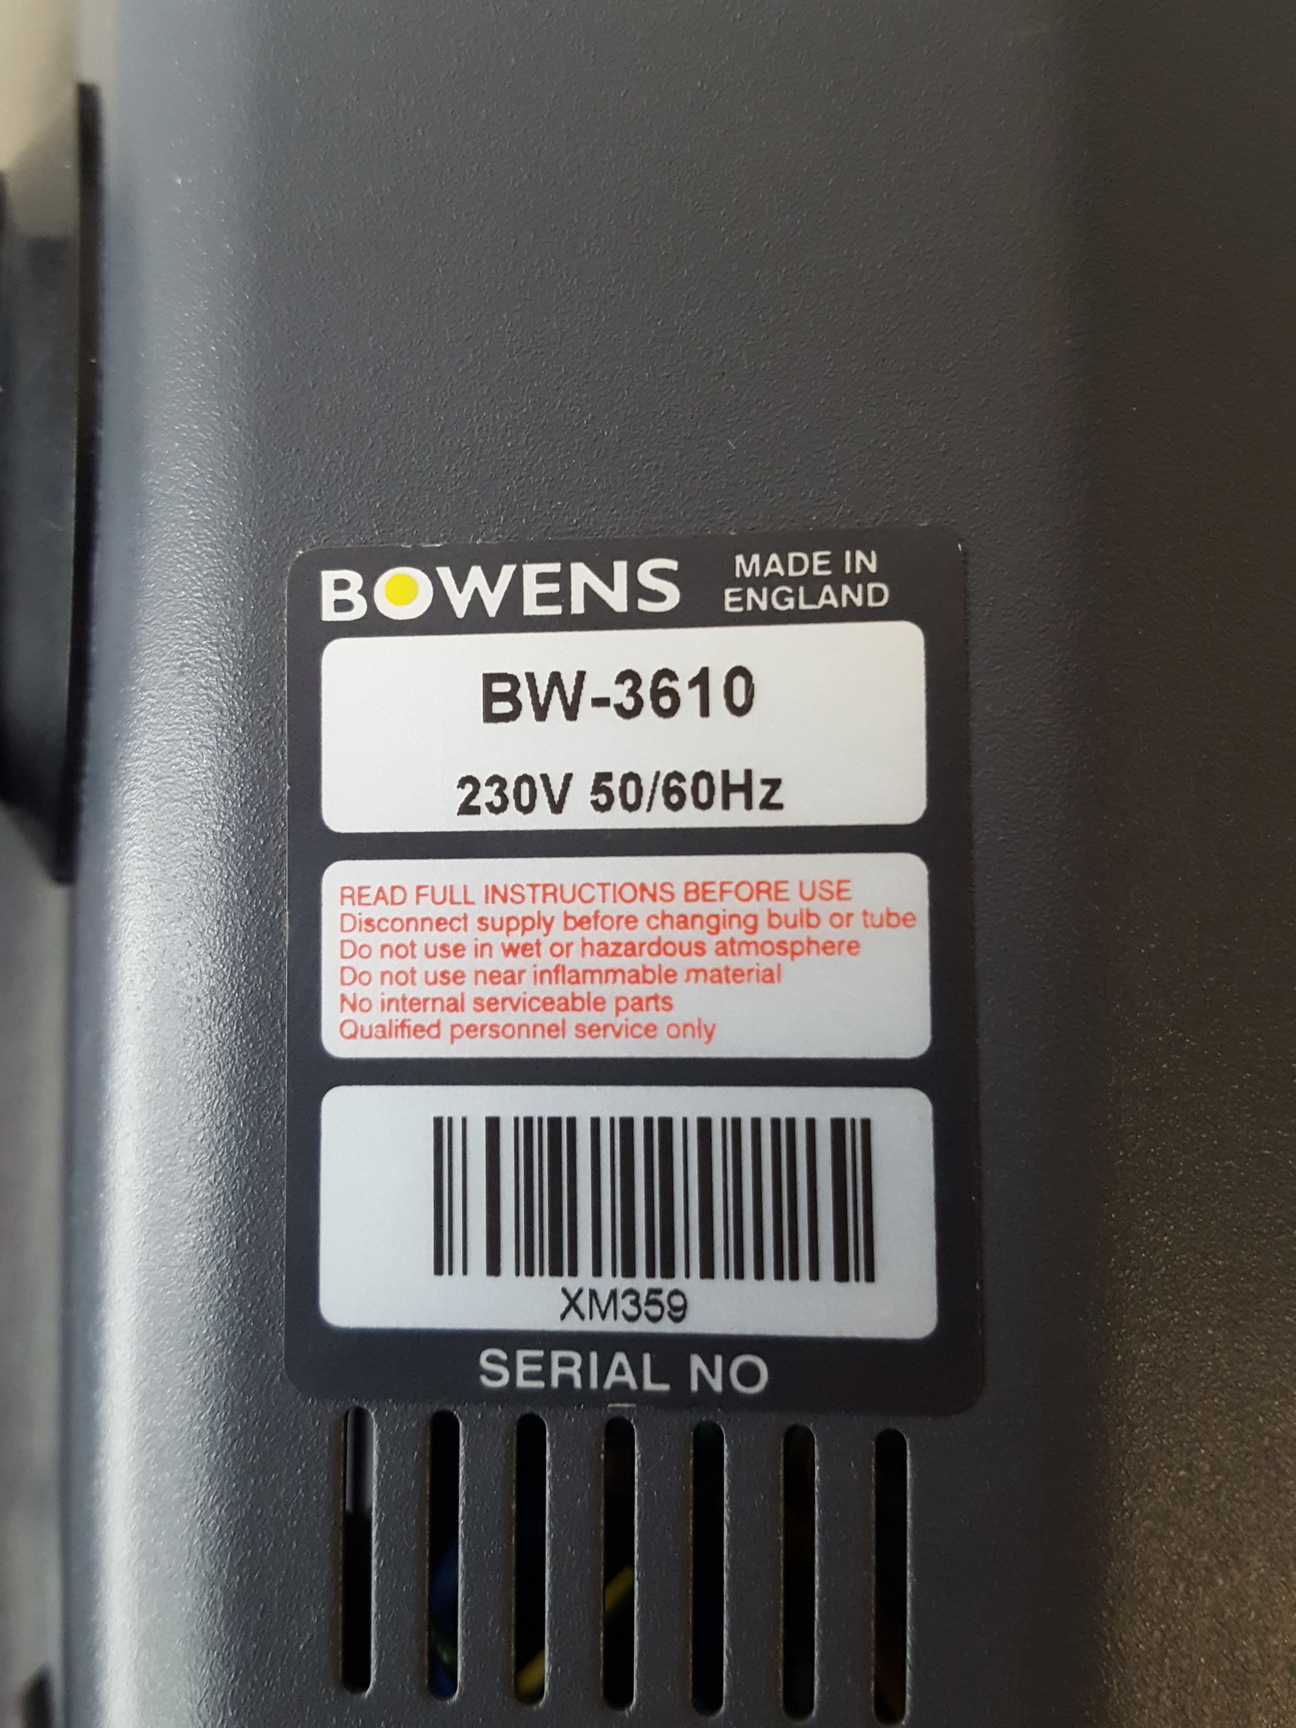 BOWENS
MADE IN
ENGLAND
BW-3610
230V 50/60Hz
READ FULL INSTRUCTIONS BEFORE USE
Disconnect supply before changing bulb or tube
Do not use in wet or hazardous atmosphere
Do not use near inflammable material
No internal serviceable parts
Qualified personnel service only
XM359
SERIAL NO